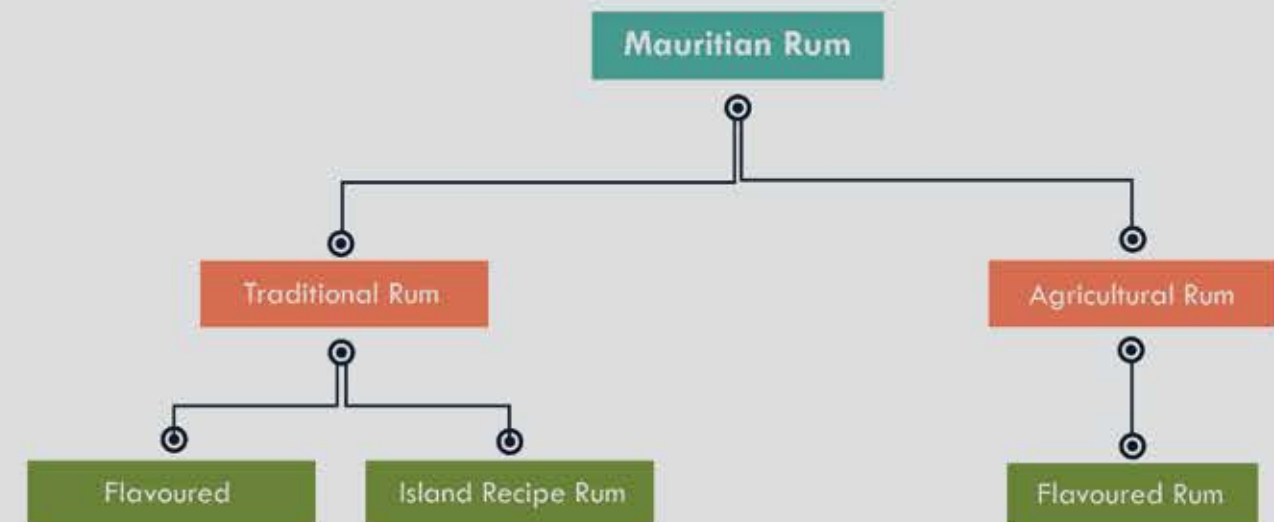 Mauritian Rum
Traditional Rum
Agricultural Rum
Flavoured
Island Recipe Rum
Flavoured Rum